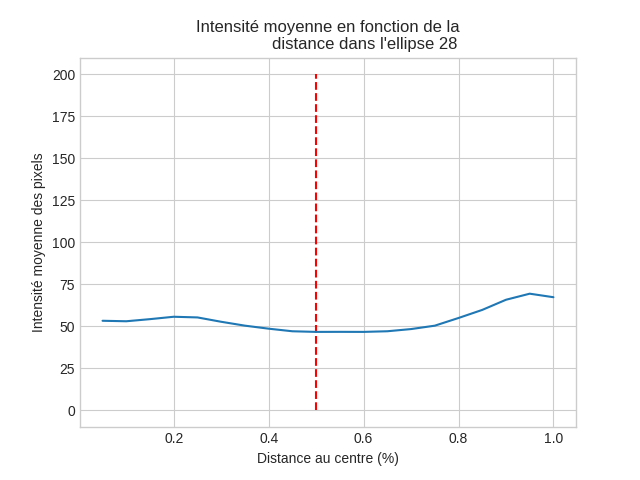 Intensité moyenne en fonction de la
distance dans l'ellipse 28
200
175
150
125
100
75
50
25
0
Intensité moyenne des pixels
0.2 0.4 0.6 0.8 1.0
Distance au centre (%)